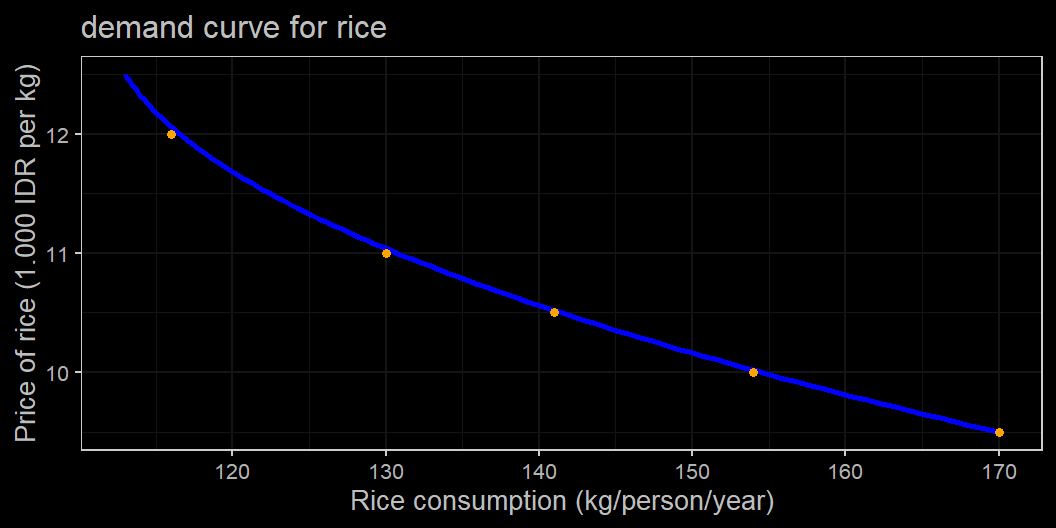 demand curve for rice
Price of rice (1.000 IDR per kg)
12
11
10
120 130 140 150 160 170
Rice consumption (kg/person/year)